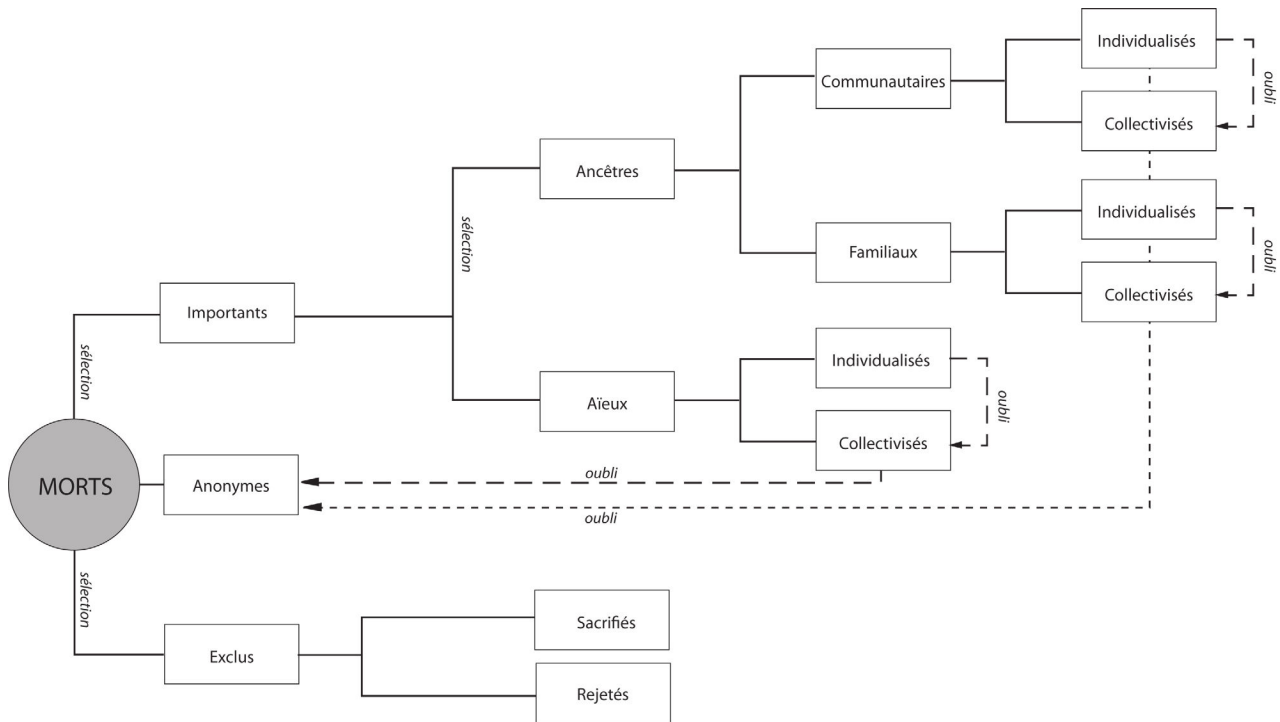 Individualisés
oubli
Communautaires
Collectivisés
Ancêtres
sélection
Individualisés
oubli
Familiaux
Collectivisés
Importants
sélection
Individualisés
oubli
Aïeux
Collectivisés
MORTS
Anonymes
oubli
oubli
sélection
Sacrifiés
Exclus
Rejetés